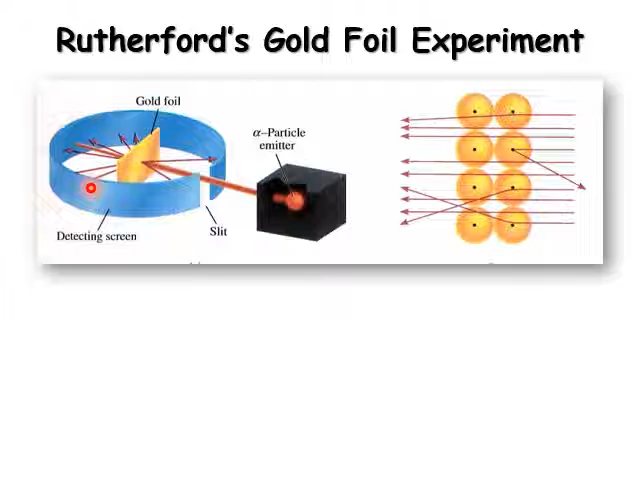 Rutherford's Gold Foil Experiment
Gold foil
α–Particle
emitter
Detecting screen
Slit